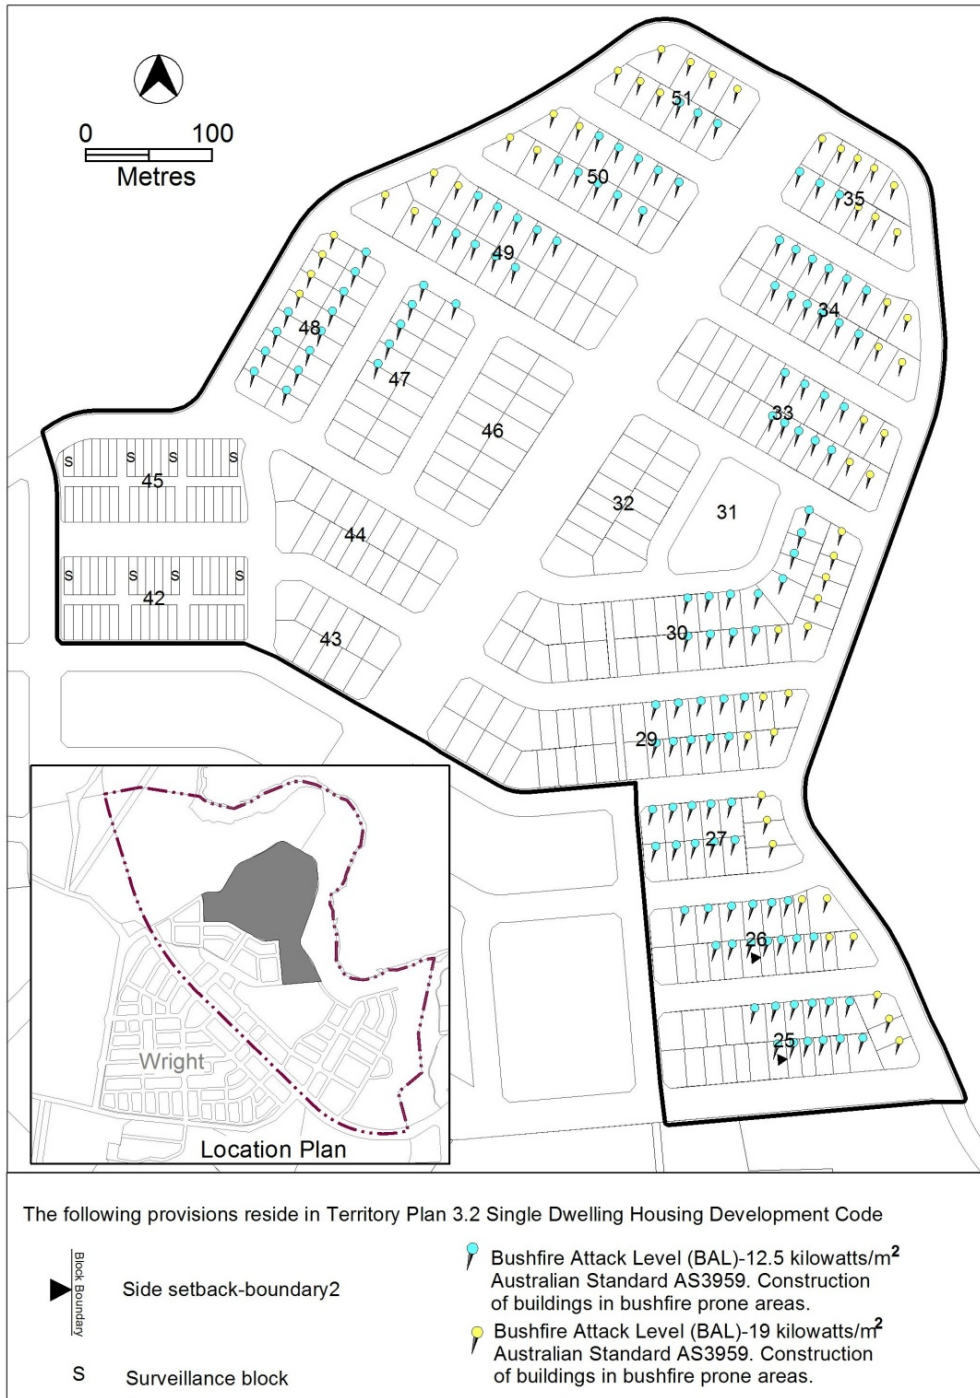 0 100
Metres
51
50
35
49
34
48
47
33
46
S S S S
45
32
31
44
S S S S
42
43
30
29
27
26
25
Wright
Location Plan
The following provisions reside in Territory Plan 3.2 Single Dwelling Housing Development Code
Block Boundary
Side setback-boundary2
S Surveillance block
Bushfire Attack Level (BAL)-12.5 kilowatts/m²
Australian Standard AS3959. Construction
of buildings in bushfire prone areas.
Bushfire Attack Level (BAL)-19 kilowatts/m²
Australian Standard AS3959. Construction
of buildings in bushfire prone areas.